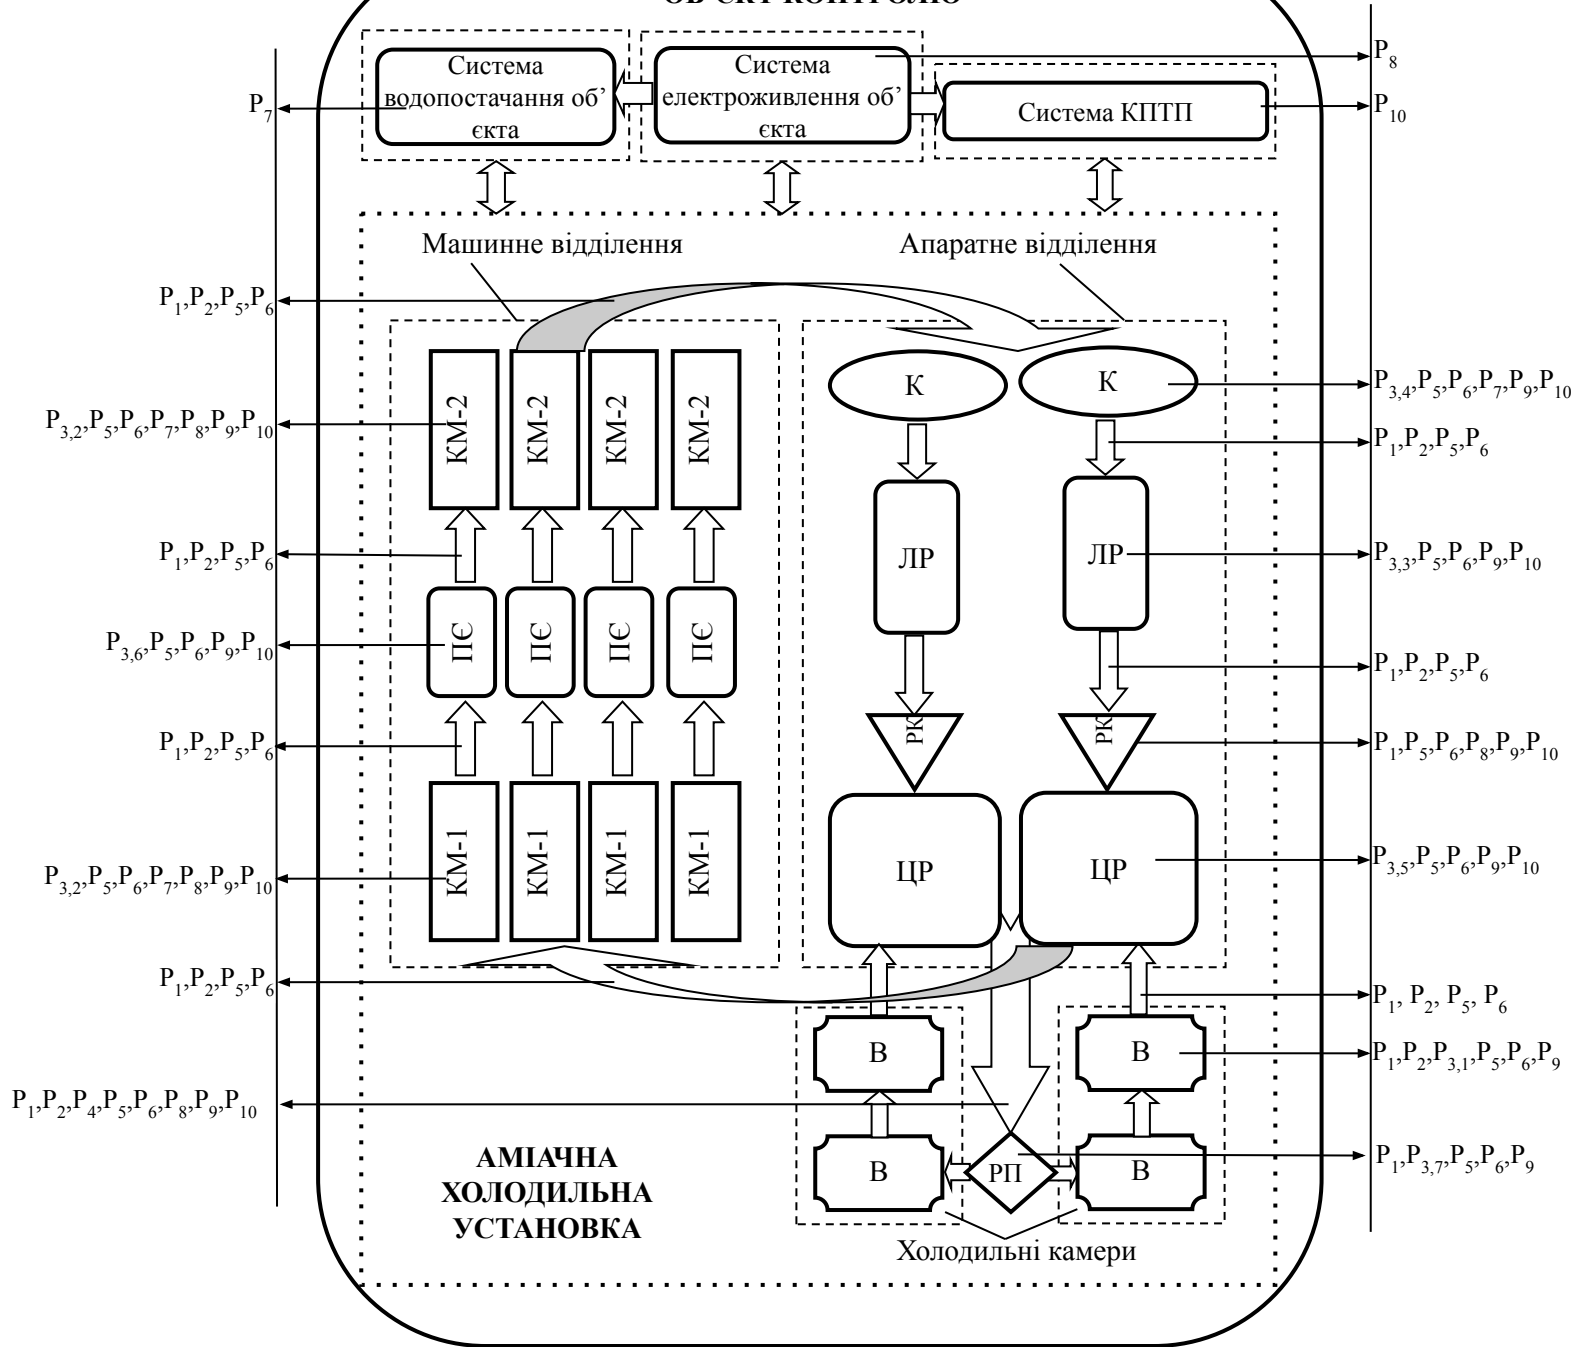 ОБ'ЄКТ КОНТРОЛЮ
Система
водопостачання об’
єкта
Система
електроживлення об’
єкта
Система КПТП
P8
P7
P10
Машинне відділення
Апаратне відділення
P1,P2,P5,P6
КМ-2
КМ-2
КМ-2
КМ-2
К
К
P3,4,P5,P6,P7,P9,P10
P3,2,P5,P6,P7,P8,P9,P10
P1,P2,P5,P6
P1,P2,P5,P6
ЛР
ЛР
P3,3,P5,P6,P9,P10
P3,6,P5,P6,P9,P10
ПЄ
ПЄ
ПЄ
ПЄ
P1,P2,P5,P6
P1,P2,P5,P6
РК
РК
P1,P5,P6,P8,P9,P10
P3,2,P5,P6,P7,P8,P9,P10
КМ-1
КМ-1
КМ-1
КМ-1
ЦР
ЦР
P3,5,P5,P6,P9,P10
P1,P2,P5,P6
P1, P2, P5, P6
В
В
P1,P2,P3,1,P5,P6,P9
P1,P2,P4,P5,P6,P8,P9,P10
АМІАЧНА
ХОЛОДИЛЬНА
УСТАНОВКА
В
РП
В
P1,P3,7,P5,P6,P9
Холодильні камери